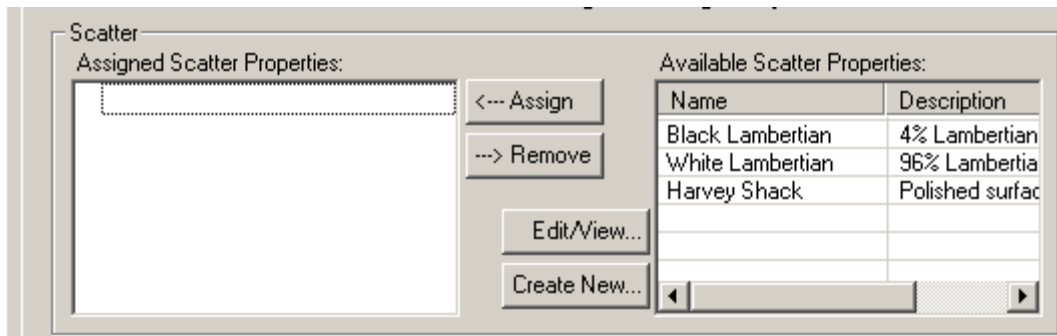 Scatter
Assigned Scatter Properties:
<--- Assign
---> Remove
Edit/View...
Create New...
Available Scatter Properties:
Name Description
Black Lambertian 4% Lambertian
White Lambertian 96% Lambertia
Harvey Shack Polished surfac